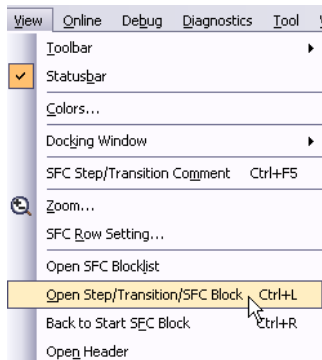 View Online Debug Diagnostics Tool
Toolbar
Statusbar
Colors...
Docking Window
SFC Step/Transition Comment Ctrl+F5
Zoom...
SFC Row Setting...
Open SFC Blocklist
Open Step/Transition/SFC Block Ctrl+L
Back to Start SFC Block Ctrl+R
Open Header